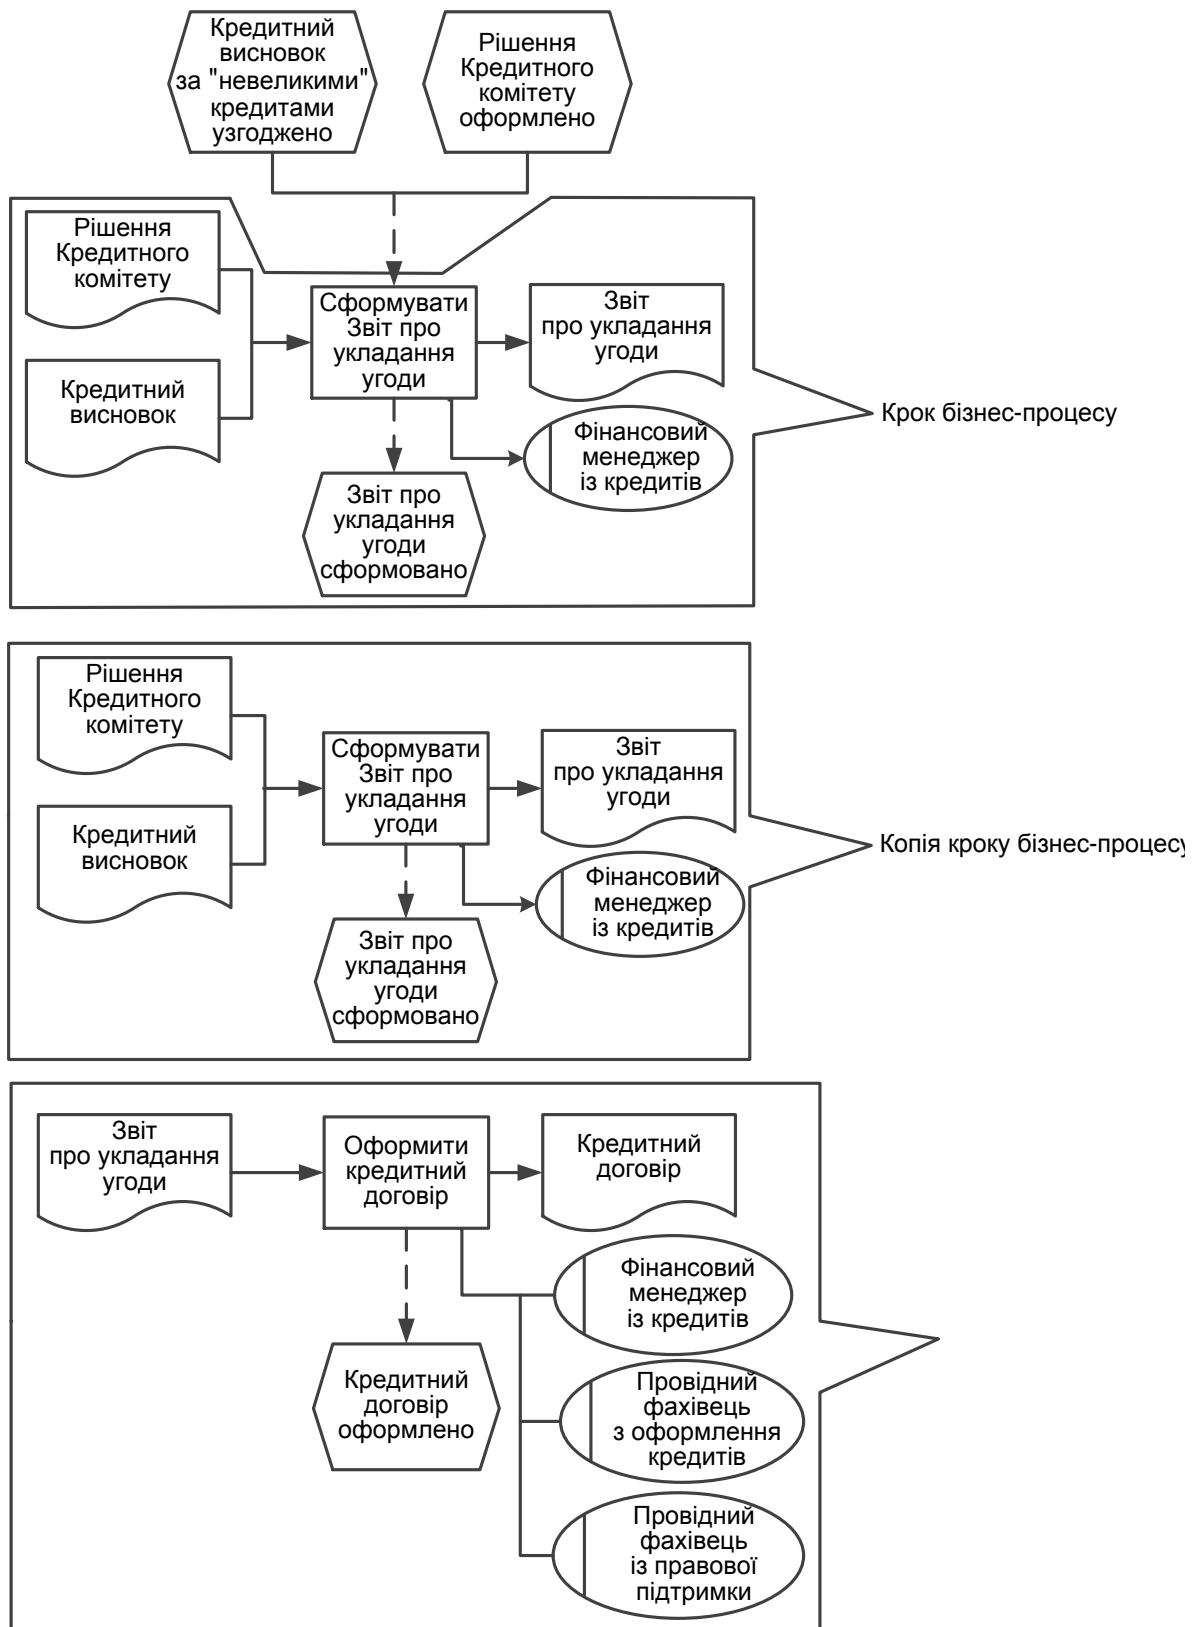 Кредитний
висновок
за "невеликими"
кредитами
узгоджено
Рішення
Кредитного
комітету
оформлено
Рішення
Кредитного
комітету
Кредитний
висновок
Сформувати
Звіт про
укладання
угоди
Звіт
про укладання
угоди
Фінансовий
менеджер
із кредитів
Звіт про
укладання
угоди
сформовано
Крок бізнес-процесу
Рішення
Кредитного
комітету
Кредитний
висновок
Сформувати
Звіт про
укладання
угоди
Звіт
про укладання
угоди
Фінансовий
менеджер
із кредитів
Звіт про
укладання
угоди
сформовано
Копія кроку бізнес-процесу
Звіт
про укладання
угоди
Оформити
кредитний
договір
Кредитний
договір
Фінансовий
менеджер
із кредитів
Кредитний
договір
оформлено
Провідний
фахівець
з оформлення
кредитів
Провідний
фахівець
із правової
підтримки